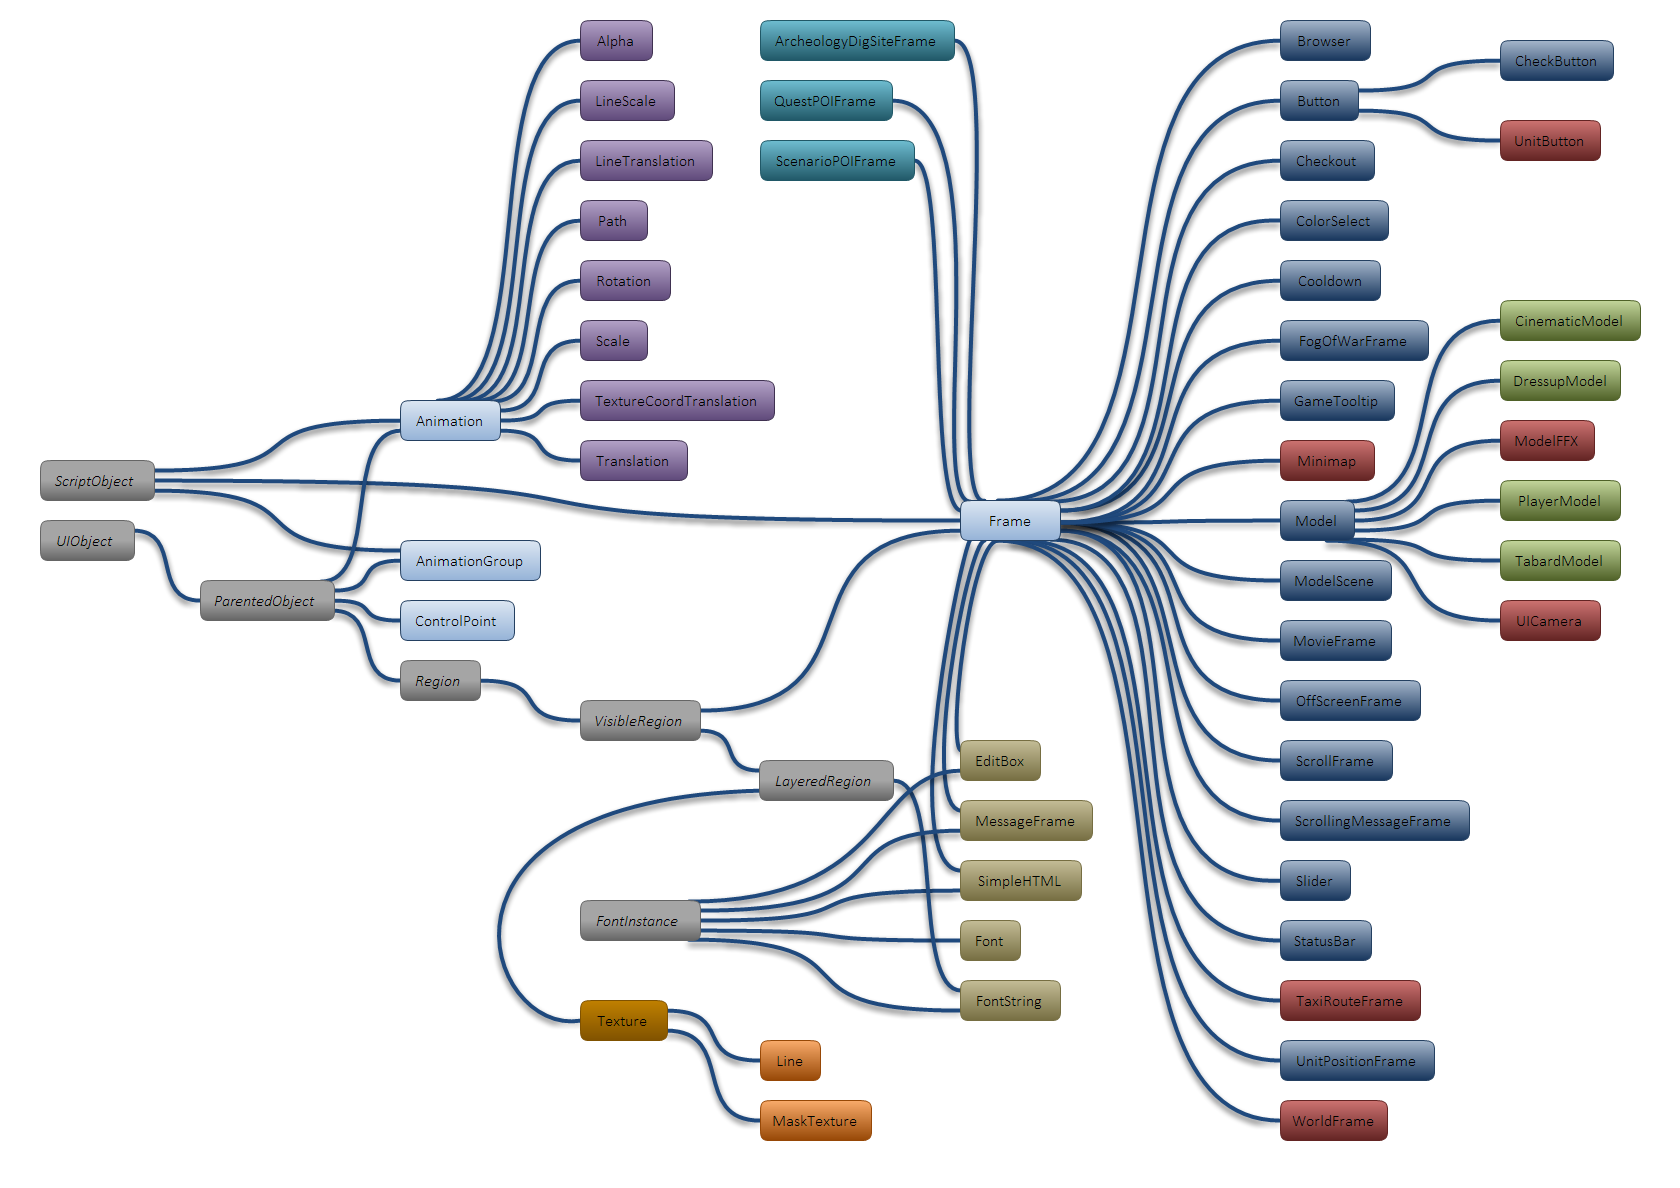 Alpha
LineScale
LineTranslation
Path
Rotation
Scale
TextureCoordTranslation
Translation
Animation
ScriptObject
UIObject
ParentedObject
AnimationGroup
ControlPoint
Region
VisibleRegion
LayeredRegion
FontInstance
Texture
Line
MaskTexture
ArcheologyDigSiteFrame
QuestPOIFrame
ScenarioPOIFrame
Frame
EditBox
MessageFrame
SimpleHTML
Font
FontString
Browser
Button
Checkout
ColorSelect
Cooldown
FogOfWarFrame
GameTooltip
Minimap
Model
ModelScene
MovieFrame
OffScreenFrame
ScrollFrame
ScrollingMessageFrame
Slider
StatusBar
TaxiRouteFrame
UnitPositionFrame
WorldFrame
CheckButton
UnitButton
CinematicModel
DressupModel
ModelFFX
PlayerModel
TabardModel
UICamera